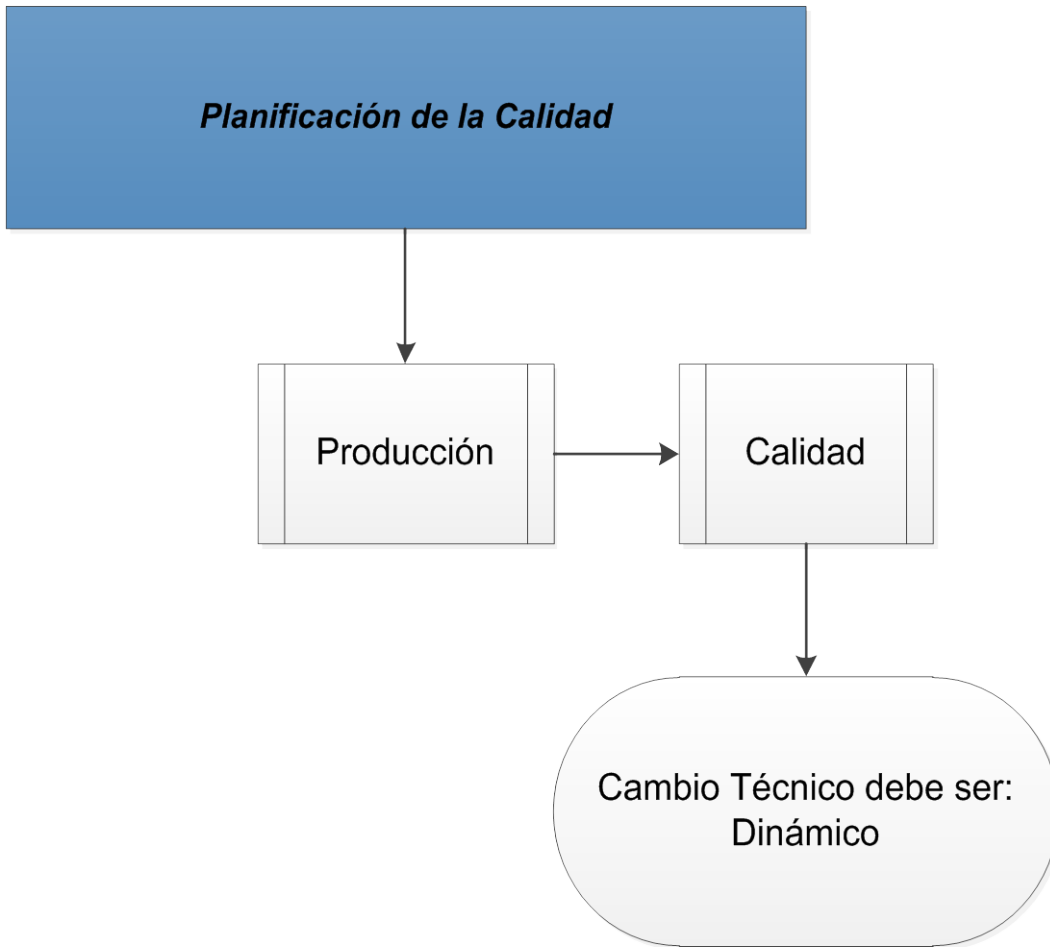 Planificación de la Calidad
Producción
Calidad
Cambio Técnico debe ser:
Dinámico